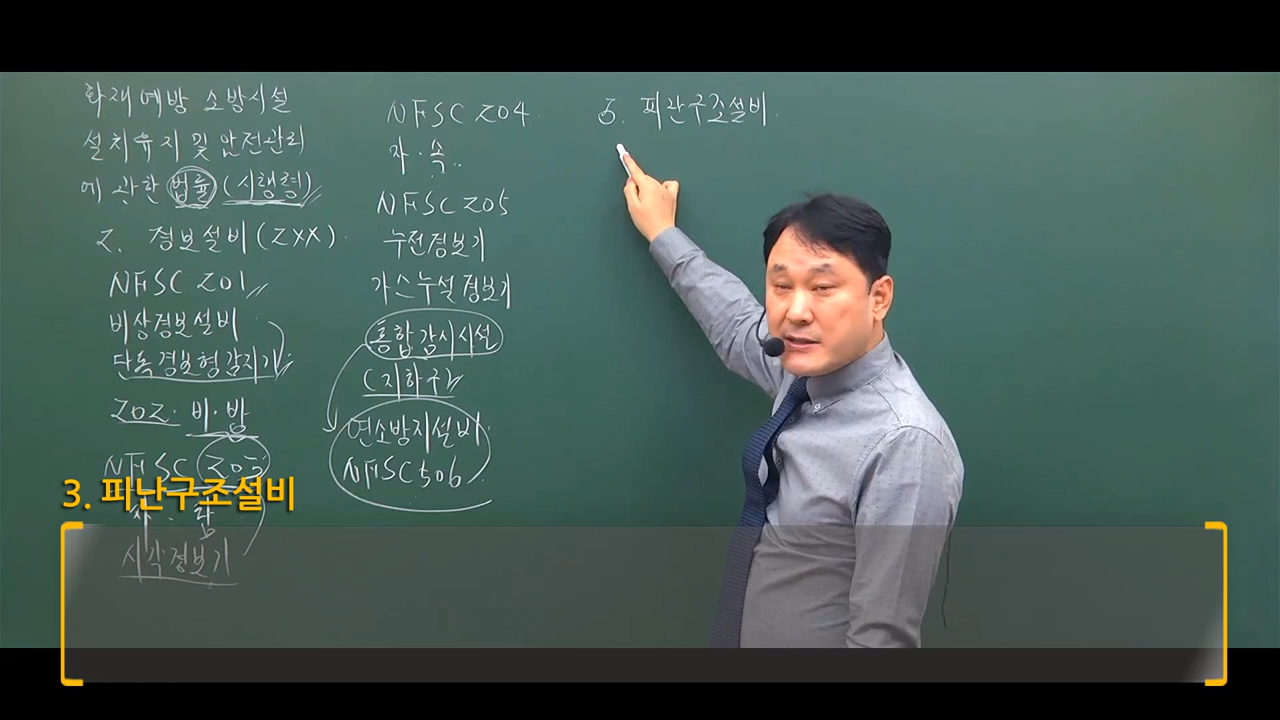 화재예방 소방시설
설치유지 및 안전관리
에 관한 법률 (시행령)
2. 경보설비 (2XX)
NFSC 201
비상경보설비
단독경보형감지기
202. 비.방
NFSC 203
자. 탐
시각경보기
NFSC 204
자.속..
NFSC 205
누전경보기
가스누설경보기
통합감시시설
(지하구)
연소방지설비
NFSC 506
3. 피난구조설비
3. 피난구조설비